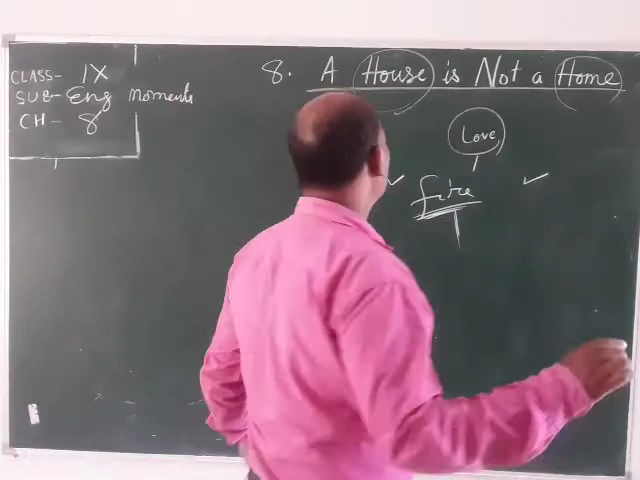 CLASS- IX
SUB- Eng moments
CH- 8
8. A House is Not a Home
Love
fire